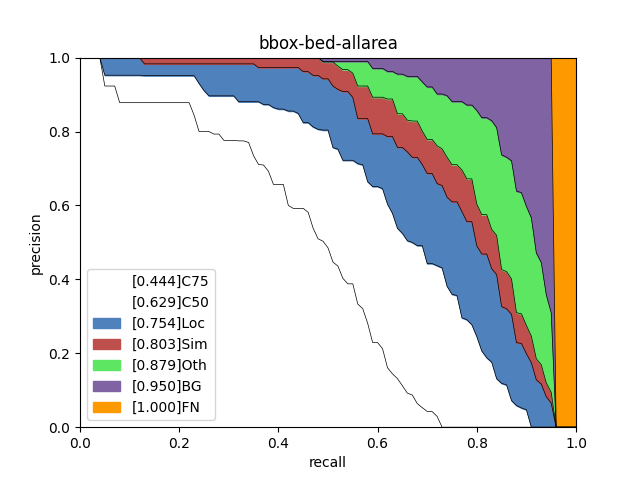 bbox-bed-allarea
precision
1.0
0.8
0.6
0.4
0.2
0.0
[0.444]C75
[0.629]C50
[0.754]Loc
[0.803]Sim
[0.879]Oth
[0.950]BG
[1.000]FN
0.0 0.2 0.4 0.6 0.8 1.0
recall